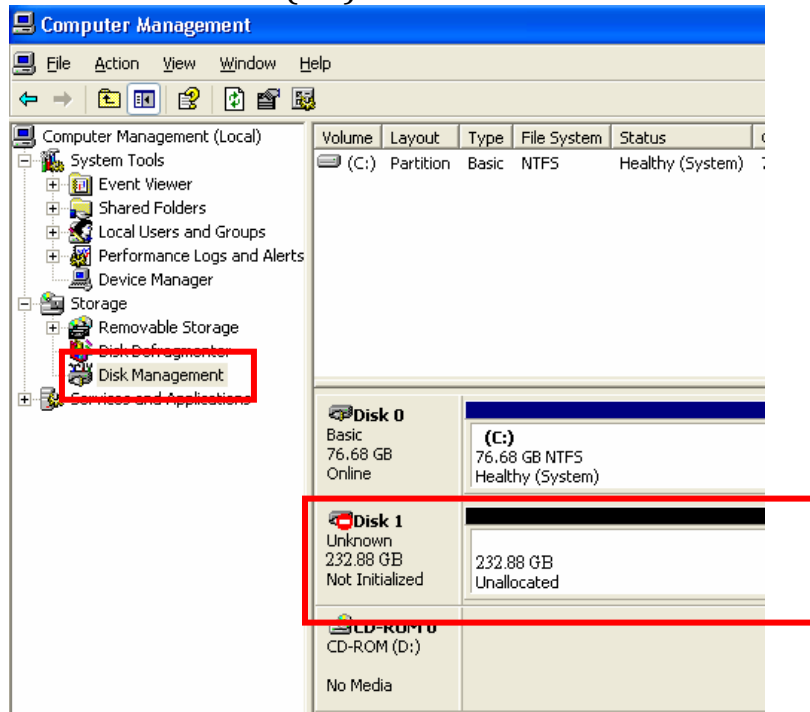 Computer Management
File Action View Window Help
Computer Management (Local)
System Tools
Event Viewer
Shared Folders
Local Users and Groups
Performance Logs and Alerts
Device Manager
Storage
Removable Storage
Disk Defragmenter
Disk Management
Services and Applications
Volume Layout Type File System Status
(C:) Partition Basic NTFS Healthy (System)
Disk 0
Basic
76.68 GB
Online
(C:)
76.68 GB NTFS
Healthy (System)
Disk 1
Unknown
232.88 GB
Not Initialized
232.88 GB
Unallocated
CD-ROM 0
CD-ROM (D:)
No Media